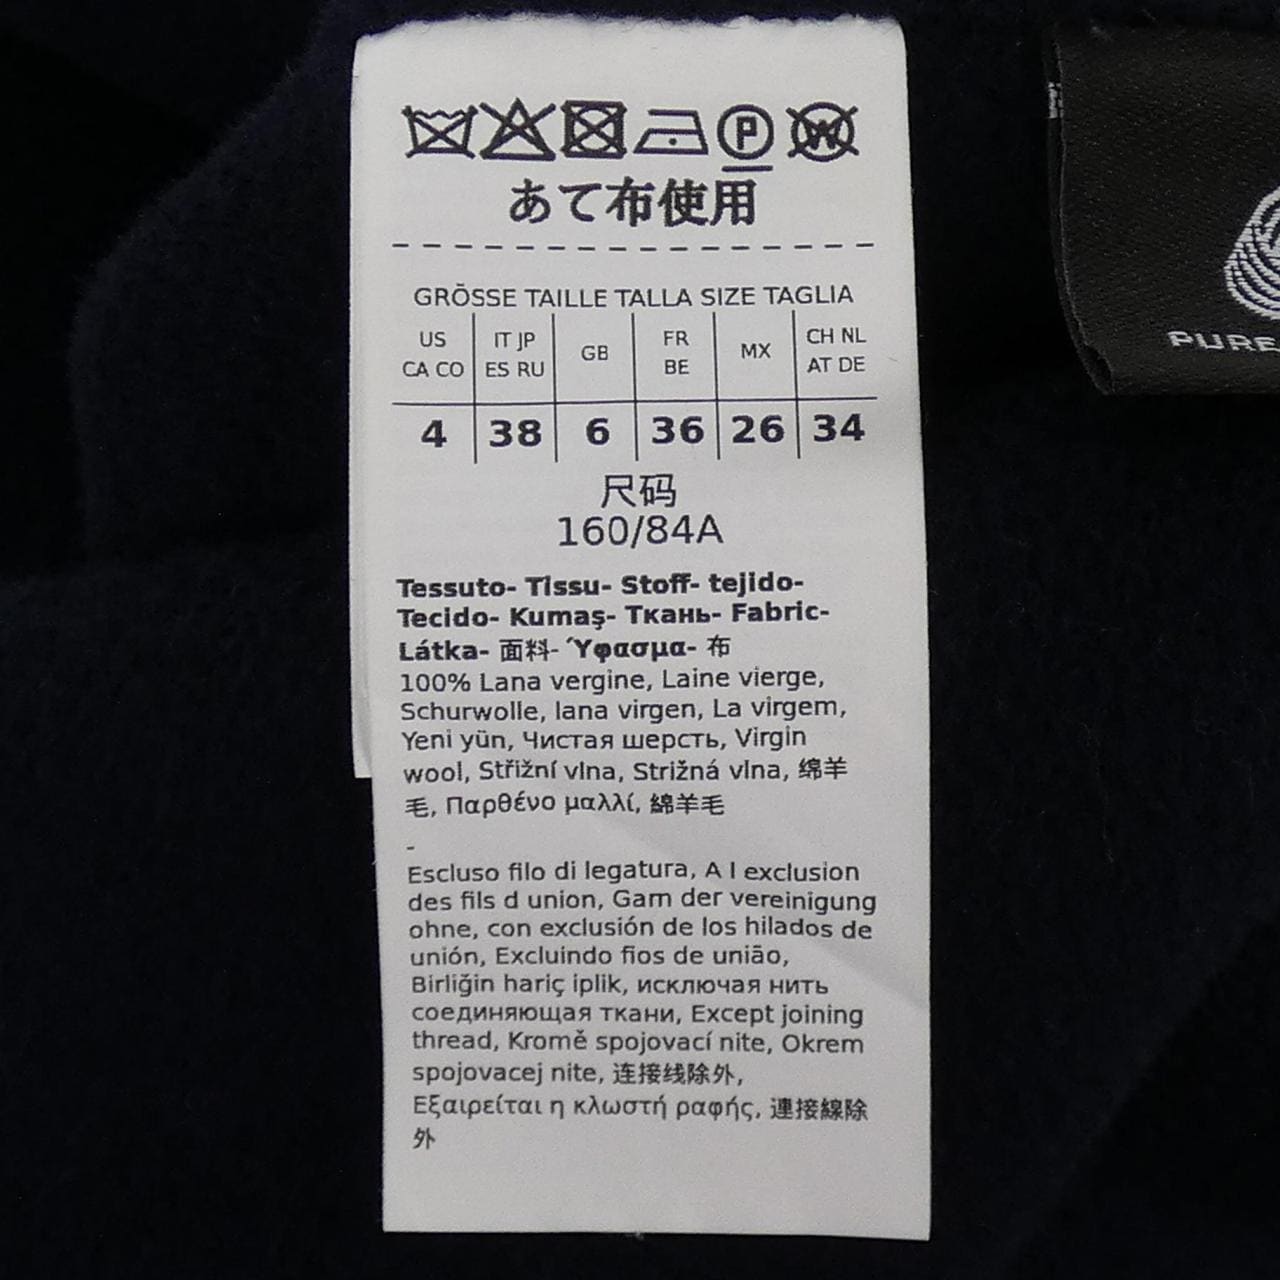 P W
あて布使用
GRÖSSE TAILLE TALLA SIZE TAGLIA
US CA CO | IT JP ES RU | GB | FR BE | MX | CH NL AT DE
4 | 38 | 6 | 36 | 26 | 34
尺码
160/84A
Tessuto- Tissu- Stoff- tejido-
Tecido- Kumaş- Ткань- Fabric-
Látka- 面料- Ύφασμα- 布
100% Lana vergine, Laine vierge,
Schurwolle, lana virgen, La virgem,
Yeni yün, Чистая шерсть, Virgin
wool, Střižní vlna, Strižná vlna, 绵羊
毛, Παρθένο μαλλί, 綿羊毛
-
Escluso filo di legatura, A l exclusion
des fils d union, Garn der vereinigung
ohne, con exclusión de los hilados de
unión, Excluindo fios de união,
Birliğin hariç iplik, исключая нить
соединяющая ткани, Except joining
thread, Kromě spojovací nite, Okrem
spojovacej nite, 连接线除外,
Εξαιρείται η κλωστή ραφής, 連接線除
外
PURE